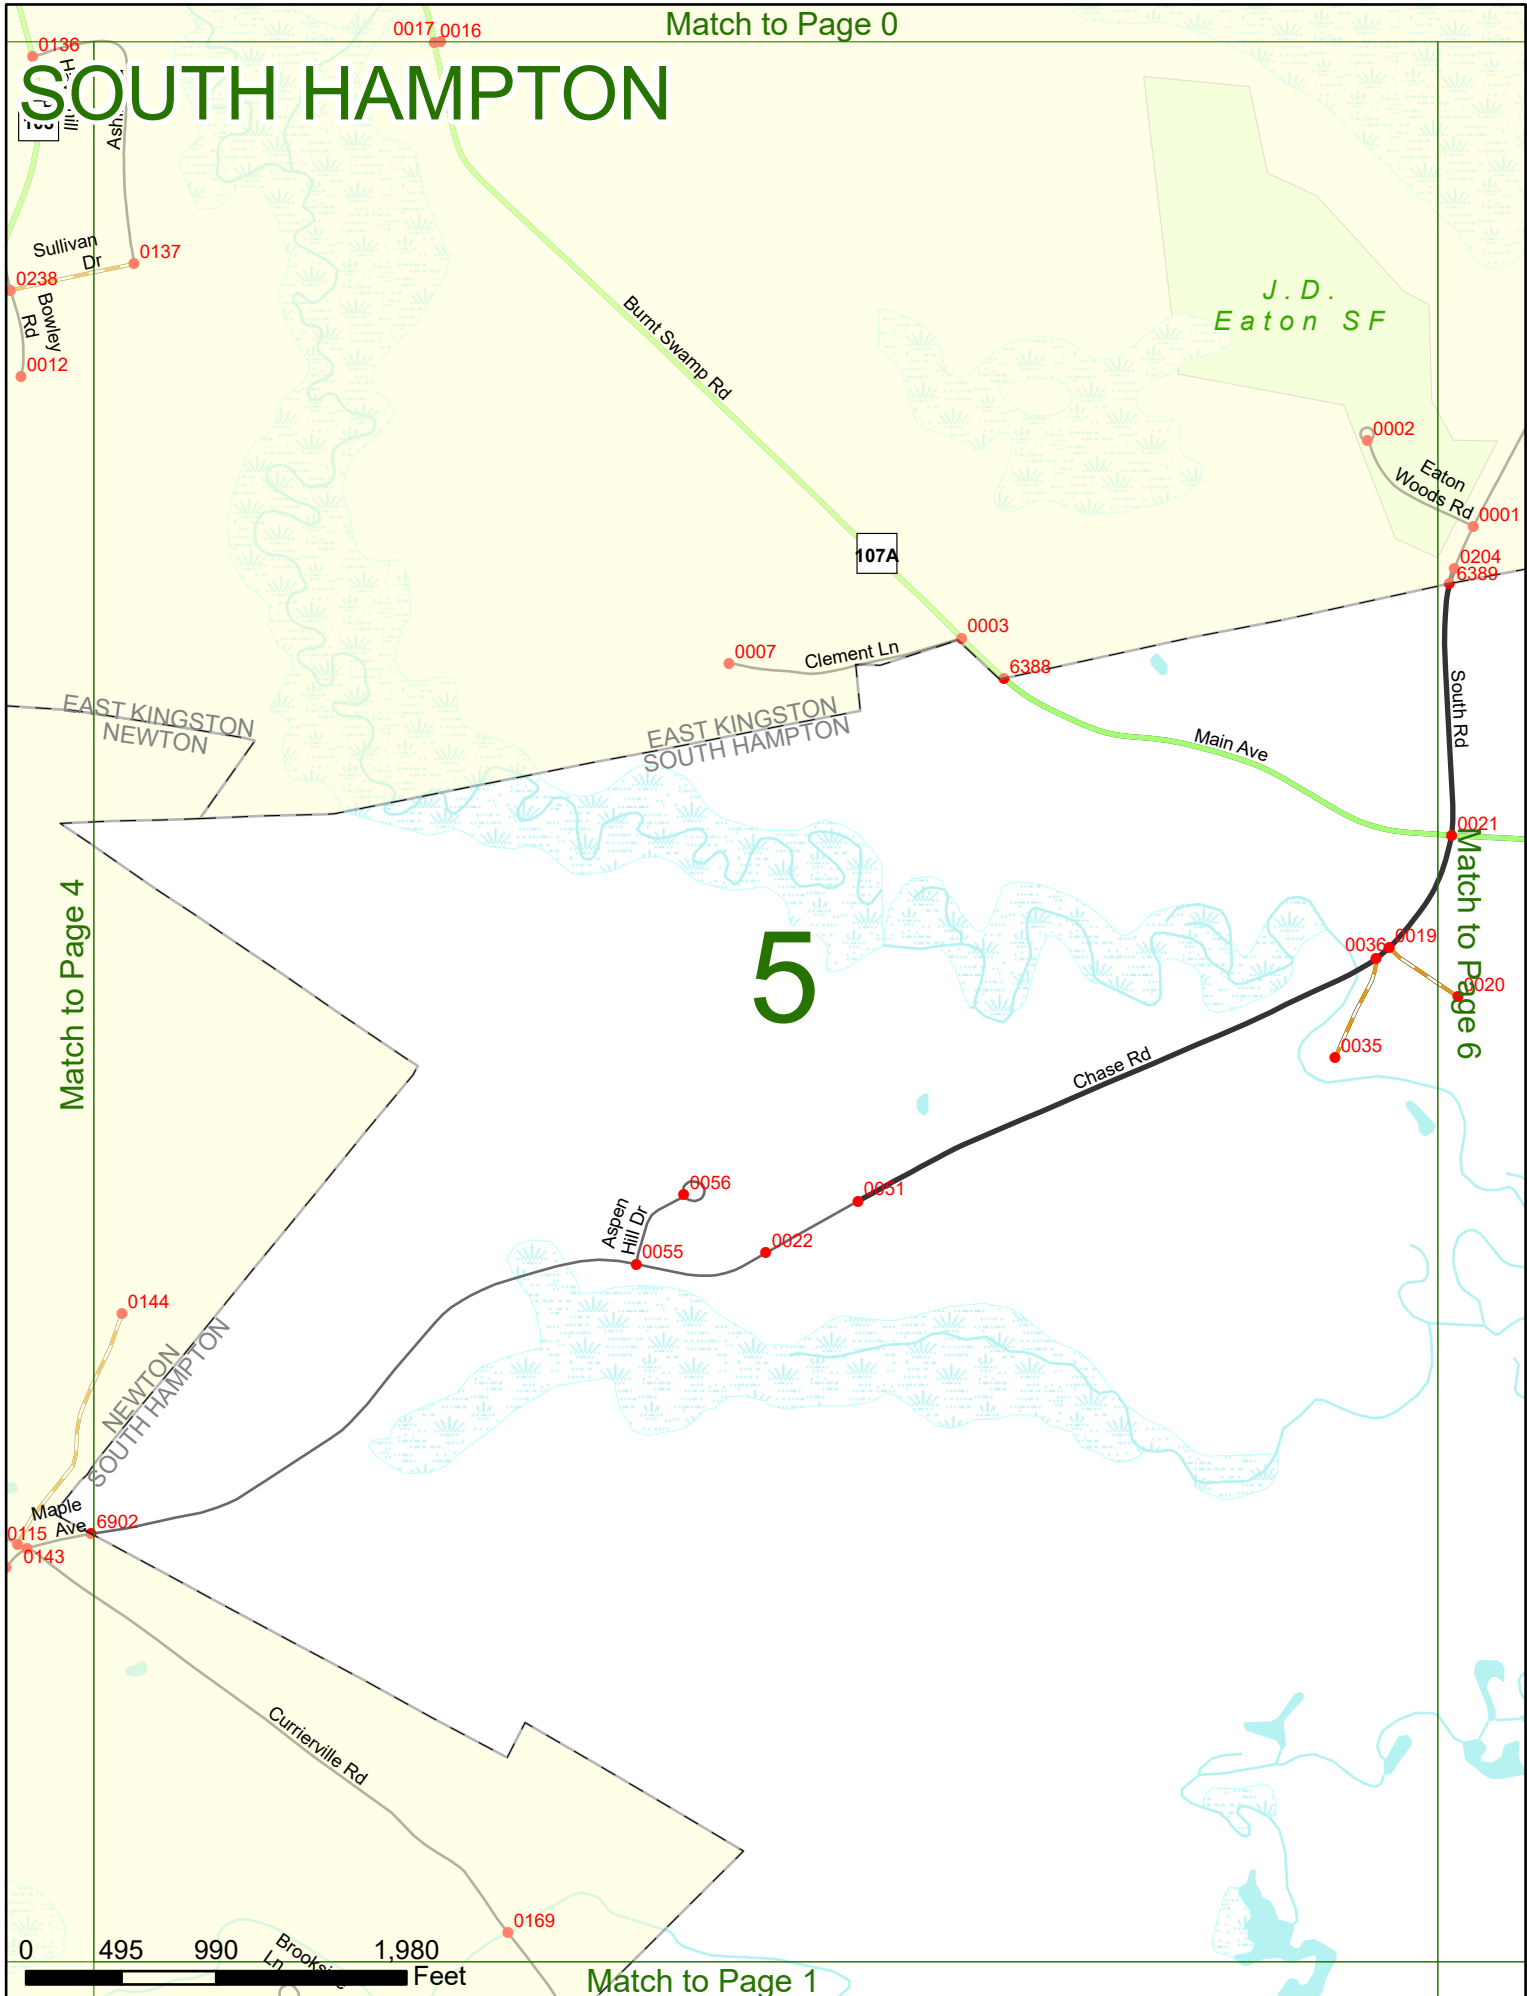 Match to Page 0
0017
0016
0136
SOUTH HAMPTON
Sullivan
Dr
0137
0238
Bowley
Rd
0012
Burnt Swamp Rd
J.D.
Eaton SF
0002
Eaton
Woods Rd
0001
107A
0204
6389
0003
0007
Clement Ln
6388
South Rd
EAST KINGSTON
NEWTON
EAST KINGSTON
SOUTH HAMPTON
Main Ave
0021
Match to Page 4
Match to Page 6
5
0036
0019
0020
0035
Chase Rd
0056
0031
Aspen
Hill Dr
0022
0055
0144
NEWTON
SOUTH HAMPTON
Maple
Ave
6902
0115
0143
Currierville Rd
0169
0 495 990 1,980
Feet
Ln
Match to Page 1